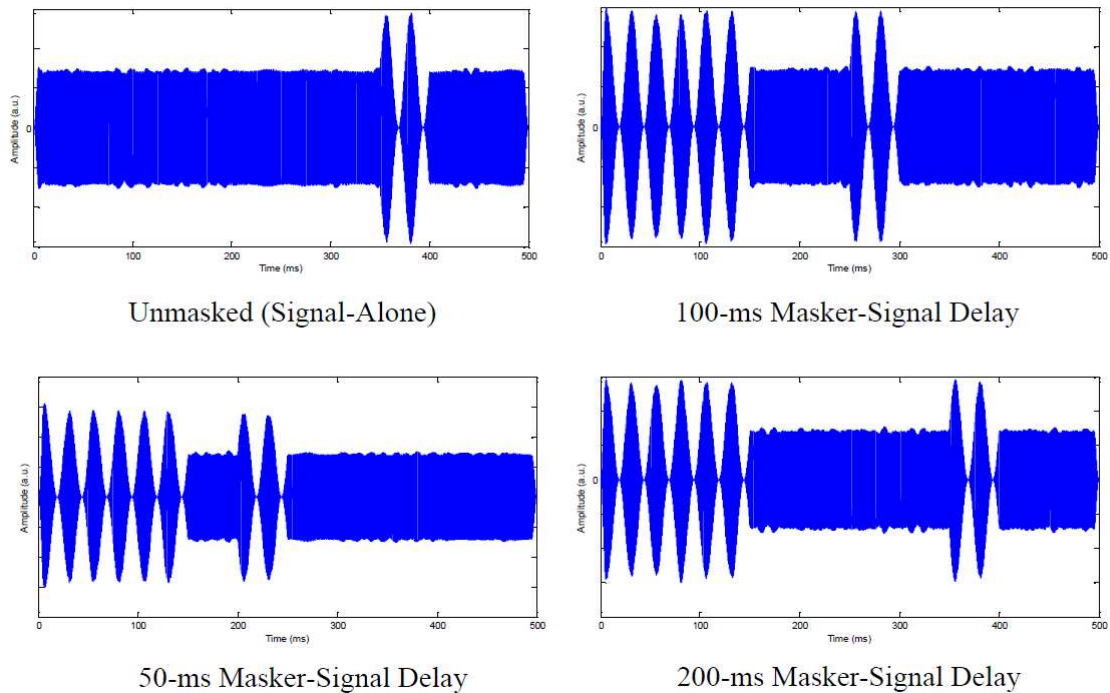 Amplitude (a.u.)
0
0 100 200 300 400 500
Time (ms)
Unmasked (Signal-Alone)
Amplitude (a.u.)
0
0 100 200 300 400 500
Time (ms)
100-ms Masker-Signal Delay
Amplitude (a.u.)
0
0 100 200 300 400 500
Time (ms)
50-ms Masker-Signal Delay
Amplitude (a.u.)
0
0 100 200 300 400 500
Time (ms)
200-ms Masker-Signal Delay